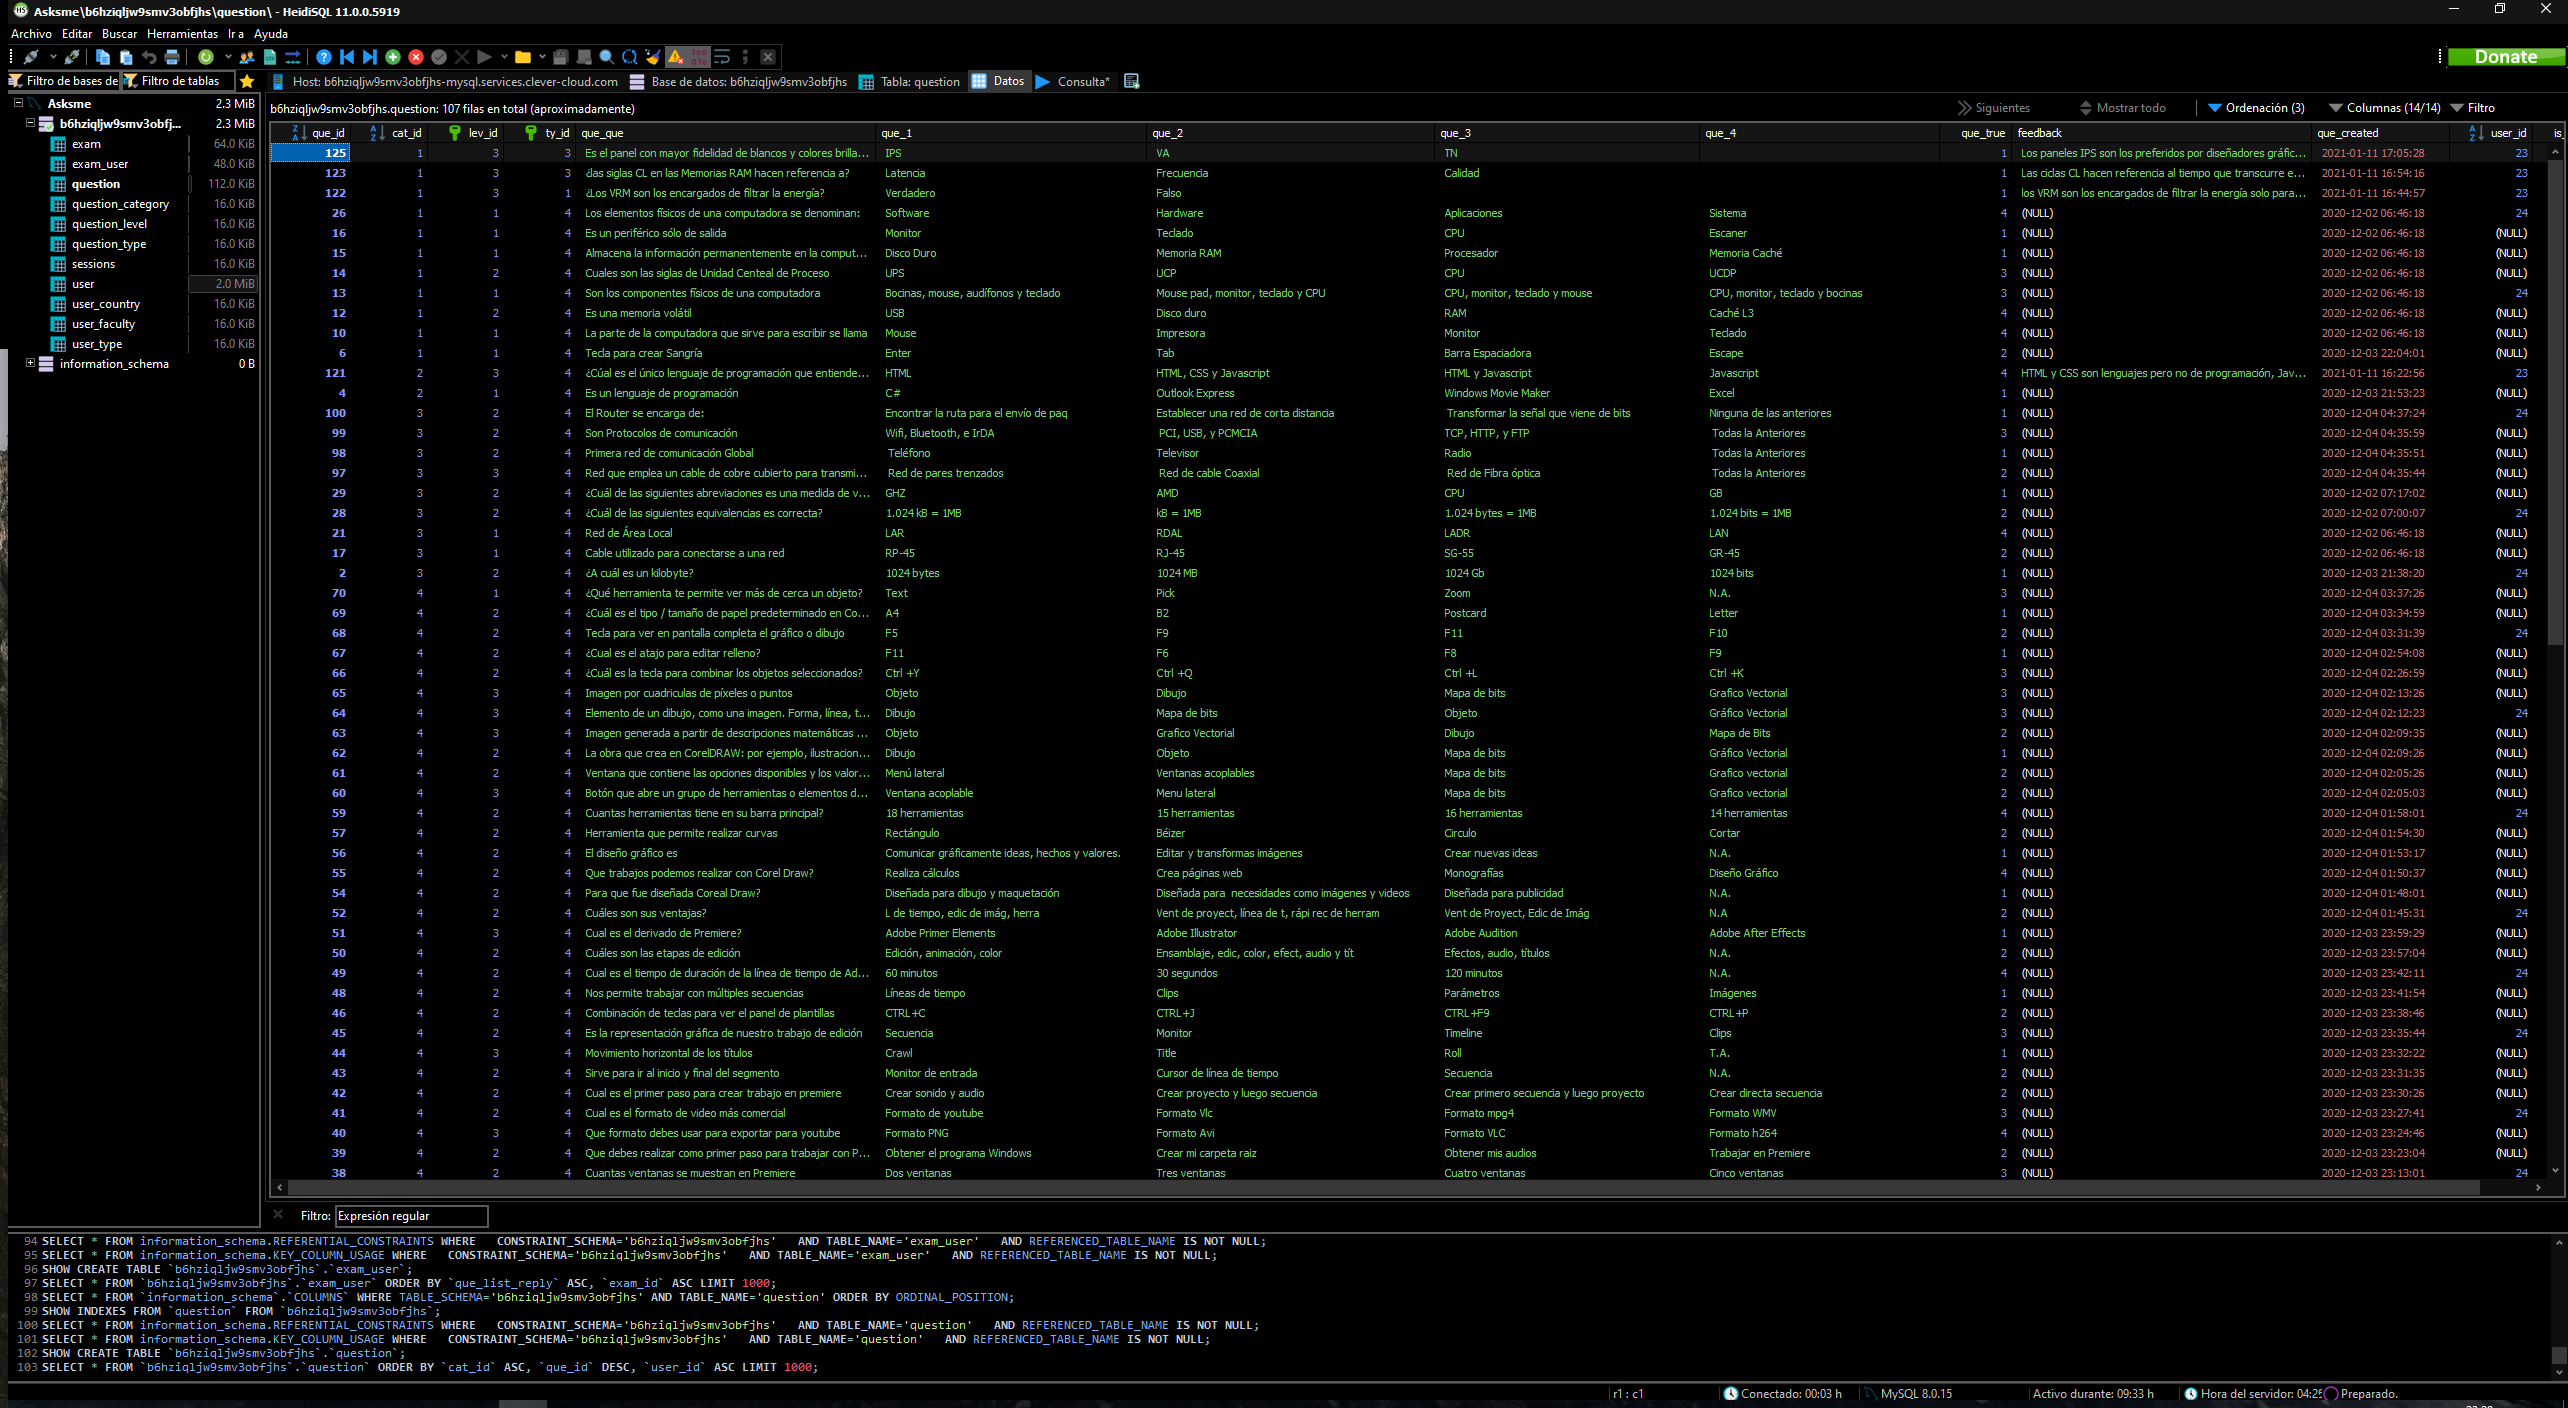 Asksme\b6hziqljw9smv3obfjhs\question\ - HeidiSQL 11.0.0.5919
Archivo Editar Buscar Herramientas Ir a Ayuda
Donate
Filtro de bases de Filtro de tablas
Host: b6hziqljw9smv3obfjhs-mysql.services.clever-cloud.com Base de datos: b6hziqljw9smv3obfjhs Tabla: question Datos Consulta*
Asksme 2.3 MiB
b6hziqljw9smv3obfj... 2.3 MiB
exam 64.0 KiB
exam_user 48.0 KiB
question 112.0 KiB
question_category 16.0 KiB
question_level 16.0 KiB
question_type 16.0 KiB
sessions 16.0 KiB
user 2.0 MiB
user_country 16.0 KiB
user_faculty 16.0 KiB
user_type 16.0 KiB
information_schema 0 B
b6hziqljw9smv3obfjhs.question: 107 filas en total (aproximadamente) Siguientes Mostrar todo Ordenación (3) Columnas (14/14) Filtro
que_id cat_id lev_id ty_id que_que que_1 que_2 que_3 que_4 que_true feedback que_created user_id is_
125 1 3 3 Es el panel con mayor fidelidad de blancos y colores brilla... IPS VA TN 1 Los paneles IPS son los preferidos por diseñadores gráfic... 2021-01-11 17:05:28 23
123 1 3 3 ¿las siglas CL en las Memorias RAM hacen referencia a? Latencia Frecuencia Calidad 1 Las ciclas CL hacen referencia al tiempo que transcurre e... 2021-01-11 16:54:16 23
122 1 3 1 ¿Los VRM son los encargados de filtrar la energía? Verdadero Falso 1 los VRM son los encargados de filtrar la energía solo para... 2021-01-11 16:44:57 23
26 1 1 4 Los elementos físicos de una computadora se denominan: Software Hardware Aplicaciones Sistema 4 (NULL) 2020-12-02 06:46:18 24
16 1 1 4 Es un periférico sólo de salida Monitor Teclado CPU Escaner 1 (NULL) 2020-12-02 06:46:18 (NULL)
15 1 1 4 Almacena la información permanentemente en la comput... Disco Duro Memoria RAM Procesador Memoria Caché 1 (NULL) 2020-12-02 06:46:18 (NULL)
14 1 2 4 Cuales son las siglas de Unidad Centeal de Proceso UPS UCP CPU UCDP 3 (NULL) 2020-12-02 06:46:18 (NULL)
13 1 1 4 Son los componentes físicos de una computadora Bocinas, mouse, audífonos y teclado Mouse pad, monitor, teclado y CPU CPU, monitor, teclado y mouse CPU, monitor, teclado y bocinas 3 (NULL) 2020-12-02 06:46:18 24
12 1 2 4 Es una memoria volátil USB Disco duro RAM Caché L3 4 (NULL) 2020-12-02 06:46:18 (NULL)
10 1 1 4 La parte de la computadora que sirve para escribir se llama Mouse Impresora Monitor Teclado 4 (NULL) 2020-12-02 06:46:18 (NULL)
6 1 1 4 Tecla para crear Sangría Enter Tab Barra Espaciadora Escape 2 (NULL) 2020-12-03 22:04:01 (NULL)
121 2 3 4 ¿Cúal es el único lenguaje de programación que entiende... HTML HTML, CSS y Javascript HTML y Javascript Javascript 4 HTML y CSS son lenguajes pero no de programación, Jav... 2021-01-11 16:22:56 23
4 2 1 4 Es un lenguaje de programación C# Outlook Express Windows Movie Maker Excel 1 (NULL) 2020-12-03 21:53:23 (NULL)
100 3 2 4 El Router se encarga de: Encontrar la ruta para el envío de paq Establecer una red de corta distancia Transformar la señal que viene de bits Ninguna de las anteriores 1 (NULL) 2020-12-04 04:37:24 24
99 3 2 4 Son Protocolos de comunicación Wifi, Bluetooth, e IrDA PCI, USB, y PCMCIA TCP, HTTP, y FTP Todas la Anteriores 3 (NULL) 2020-12-04 04:35:59 (NULL)
98 3 2 4 Primera red de comunicación Global Teléfono Televisor Radio Todas la Anteriores 1 (NULL) 2020-12-04 04:35:51 (NULL)
97 3 3 4 Red que emplea un cable de cobre cubierto para transmi... Red de pares trenzados Red de cable Coaxial Red de Fibra óptica Todas la Anteriores 2 (NULL) 2020-12-04 04:35:44 (NULL)
29 3 2 4 ¿Cuál de las siguientes abreviaciones es una medida de v... GHZ AMD CPU GB 1 (NULL) 2020-12-02 07:17:02 (NULL)
28 3 2 4 ¿Cuál de las siguientes equivalencias es correcta? 1.024 kB = 1MB kB = 1MB 1.024 bytes = 1MB 1.024 bits = 1MB 2 (NULL) 2020-12-02 07:00:07 24
21 3 1 4 Red de Área Local LAR RDAL LADR LAN 4 (NULL) 2020-12-02 06:46:18 (NULL)
17 3 1 4 Cable utilizado para conectarse a una red RP-45 RJ-45 SG-55 GR-45 2 (NULL) 2020-12-02 06:46:18 (NULL)
2 3 2 4 ¿A cuál es un kilobyte? 1024 bytes 1024 MB 1024 Gb 1024 bits 1 (NULL) 2020-12-03 21:38:20 24
70 4 1 4 ¿Qué herramienta te permite ver más de cerca un objeto? Text Pick Zoom N.A. 3 (NULL) 2020-12-04 03:37:26 (NULL)
69 4 2 4 ¿Cuál es el tipo / tamaño de papel predeterminado en Co... A4 B2 Postcard Letter 1 (NULL) 2020-12-04 03:34:59 (NULL)
68 4 2 4 Tecla para ver en pantalla completa el gráfico o dibujo F5 F9 F11 F10 2 (NULL) 2020-12-04 03:31:39 24
67 4 2 4 ¿Cual es el atajo para editar relleno? F11 F6 F8 F9 1 (NULL) 2020-12-04 02:54:08 (NULL)
66 4 2 4 ¿Cuál es la tecla para combinar los objetos seleccionados? Ctrl +Y Ctrl +Q Ctrl +L Ctrl +K 3 (NULL) 2020-12-04 02:26:59 (NULL)
65 4 3 4 Imagen por cuadriculas de píxeles o puntos Objeto Dibujo Mapa de bits Grafico Vectorial 3 (NULL) 2020-12-04 02:13:26 (NULL)
64 4 3 4 Elemento de un dibujo, como una imagen. Forma, línea, t... Dibujo Mapa de bits Objeto Gráfico Vectorial 3 (NULL) 2020-12-04 02:12:23 24
63 4 3 4 Imagen generada a partir de descripciones matemáticas ... Objeto Grafico Vectorial Dibujo Mapa de Bits 2 (NULL) 2020-12-04 02:09:35 (NULL)
62 4 2 4 La obra que crea en CorelDRAW: por ejemplo, ilustracion... Dibujo Objeto Mapa de bits Gráfico Vectorial 1 (NULL) 2020-12-04 02:09:26 (NULL)
61 4 2 4 Ventana que contiene las opciones disponibles y los valor... Menú lateral Ventanas acoplables Mapa de bits Grafico vectorial 2 (NULL) 2020-12-04 02:05:26 (NULL)
60 4 3 4 Botón que abre un grupo de herramientas o elementos d... Ventana acoplable Menu lateral Mapa de bits Grafico vectorial 2 (NULL) 2020-12-04 02:05:03 (NULL)
59 4 2 4 Cuantas herramientas tiene en su barra principal? 18 herramientas 15 herramientas 16 herramientas 14 herramientas 4 (NULL) 2020-12-04 01:58:01 24
57 4 2 4 Herramienta que permite realizar curvas Rectángulo Béizer Circulo Cortar 2 (NULL) 2020-12-04 01:54:30 (NULL)
56 4 2 4 El diseño gráfico es Comunicar gráficamente ideas, hechos y valores. Editar y transformas imágenes Crear nuevas ideas N.A. 1 (NULL) 2020-12-04 01:53:17 (NULL)
55 4 2 4 Que trabajos podemos realizar con Corel Draw? Realiza cálculos Crea páginas web Monografías Diseño Gráfico 4 (NULL) 2020-12-04 01:50:37 (NULL)
54 4 2 4 Para que fue diseñada Coreal Draw? Diseñada para dibujo y maquetación Diseñada para necesidades como imágenes y videos Diseñada para publicidad N.A. 1 (NULL) 2020-12-04 01:48:01 (NULL)
52 4 2 4 Cuáles son sus ventajas? L de tiempo, edic de imág, herra Vent de proyect, línea de t, rápi rec de herram Vent de Proyect, Edic de Imág N.A 2 (NULL) 2020-12-04 01:45:31 24
51 4 3 4 Cual es el derivado de Premiere? Adobe Primer Elements Adobe Illustrator Adobe Audition Adobe After Effects 1 (NULL) 2020-12-03 23:59:29 (NULL)
50 4 2 4 Cuáles son las etapas de edición Edición, animación, color Ensamblaje, edic, color, efect, audio y tít Efectos, audio, títulos N.A. 2 (NULL) 2020-12-03 23:57:04 (NULL)
49 4 2 4 Cual es el tiempo de duración de la línea de tiempo de Ad... 60 minutos 30 segundos 120 minutos N.A. 4 (NULL) 2020-12-03 23:42:11 24
48 4 2 4 Nos permite trabajar con múltiples secuencias Líneas de tiempo Clips Parámetros Imágenes 1 (NULL) 2020-12-03 23:41:54 (NULL)
46 4 2 4 Combinación de teclas para ver el panel de plantillas CTRL+C CTRL+J CTRL+F9 CTRL+P 2 (NULL) 2020-12-03 23:38:46 (NULL)
45 4 2 4 Es la representación gráfica de nuestro trabajo de edición Secuencia Monitor Timeline Clips 3 (NULL) 2020-12-03 23:35:44 24
44 4 3 4 Movimiento horizontal de los títulos Crawl Title Roll T.A. 1 (NULL) 2020-12-03 23:32:22 (NULL)
43 4 2 4 Sirve para ir al inicio y final del segmento Monitor de entrada Cursor de línea de tiempo Secuencia N.A. 2 (NULL) 2020-12-03 23:31:35 (NULL)
42 4 2 4 Cual es el primer paso para crear trabajo en premiere Crear sonido y audio Crear proyecto y luego secuencia Crear primero secuencia y luego proyecto Crear directa secuencia 2 (NULL) 2020-12-03 23:30:26 (NULL)
41 4 2 4 Cual es el formato de video más comercial Formato de youtube Formato Vlc Formato mpg4 Formato WMV 3 (NULL) 2020-12-03 23:27:41 24
40 4 3 4 Que formato debes usar para exportar para youtube Formato PNG Formato Avi Formato VLC Formato h264 4 (NULL) 2020-12-03 23:24:46 (NULL)
39 4 2 4 Que debes realizar como primer paso para trabajar con P... Obtener el programa Windows Crear mi carpeta raiz Obtener mis audios Trabajar en Premiere 2 (NULL) 2020-12-03 23:23:04 (NULL)
38 4 2 4 Cuantas ventanas se muestran en Premiere Dos ventanas Tres ventanas Cuatro ventanas Cinco ventanas 3 (NULL) 2020-12-03 23:13:01 24
Filtro: Expresión regular
94 SELECT * FROM information_schema.REFERENTIAL_CONSTRAINTS WHERE CONSTRAINT_SCHEMA='b6hziqljw9smv3obfjhs' AND TABLE_NAME='exam_user' AND REFERENCED_TABLE_NAME IS NOT NULL;
95 SELECT * FROM information_schema.KEY_COLUMN_USAGE WHERE CONSTRAINT_SCHEMA='b6hziqljw9smv3obfjhs' AND TABLE_NAME='exam_user' AND REFERENCED_TABLE_NAME IS NOT NULL;
96 SHOW CREATE TABLE `b6hziqljw9smv3obfjhs`.`exam_user`;
97 SELECT * FROM `b6hziqljw9smv3obfjhs`.`exam_user` ORDER BY `que_list_reply` ASC, `exam_id` ASC LIMIT 1000;
98 SELECT * FROM `information_schema`.`COLUMNS` WHERE TABLE_SCHEMA='b6hziqljw9smv3obfjhs' AND TABLE_NAME='question' ORDER BY ORDINAL_POSITION;
99 SHOW INDEXES FROM `question` FROM `b6hziqljw9smv3obfjhs`;
100 SELECT * FROM information_schema.REFERENTIAL_CONSTRAINTS WHERE CONSTRAINT_SCHEMA='b6hziqljw9smv3obfjhs' AND TABLE_NAME='question' AND REFERENCED_TABLE_NAME IS NOT NULL;
101 SELECT * FROM information_schema.KEY_COLUMN_USAGE WHERE CONSTRAINT_SCHEMA='b6hziqljw9smv3obfjhs' AND TABLE_NAME='question' AND REFERENCED_TABLE_NAME IS NOT NULL;
102 SHOW CREATE TABLE `b6hziqljw9smv3obfjhs`.`question`;
103 SELECT * FROM `b6hziqljw9smv3obfjhs`.`question` ORDER BY `cat_id` ASC, `que_id` DESC, `user_id` ASC LIMIT 1000;
r1 : c1 Conectado: 00:03 h MySQL 8.0.15 Activo durante: 09:33 h Hora del servidor: 04:2 Preparado.